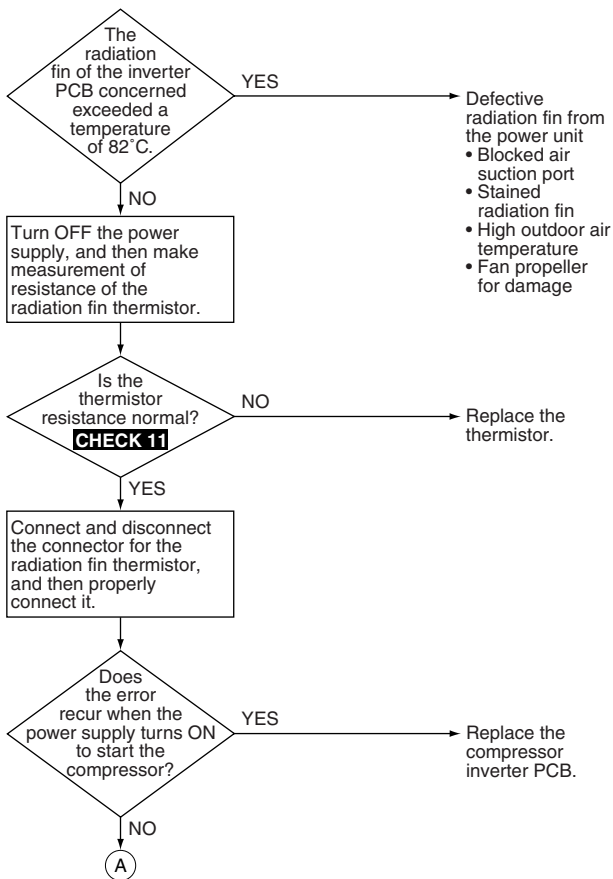 The
radiation
fin of the inverter
PCB concerned
exceeded a
temperature
of 82˚C.
YES
Defective
radiation fin from
the power unit
• Blocked air
suction port
• Stained
radiation fin
• High outdoor air
temperature
• Fan propeller
for damage
NO
Turn OFF the power
supply, and then make
measurement of
resistance of the
radiation fin thermistor.
Is the
thermistor
resistance normal?
CHECK 11
NO
Replace the
thermistor.
YES
Connect and disconnect
the connector for the
radiation fin thermistor,
and then properly
connect it.
Does
the error
recur when the
power supply turns ON
to start the
compressor?
YES
Replace the
compressor
inverter PCB.
NO
A